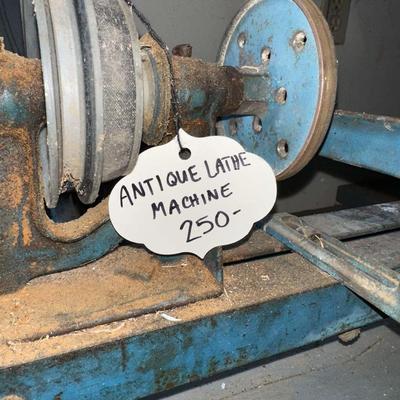 ANTIQUE LATHE
MACHINE
250-